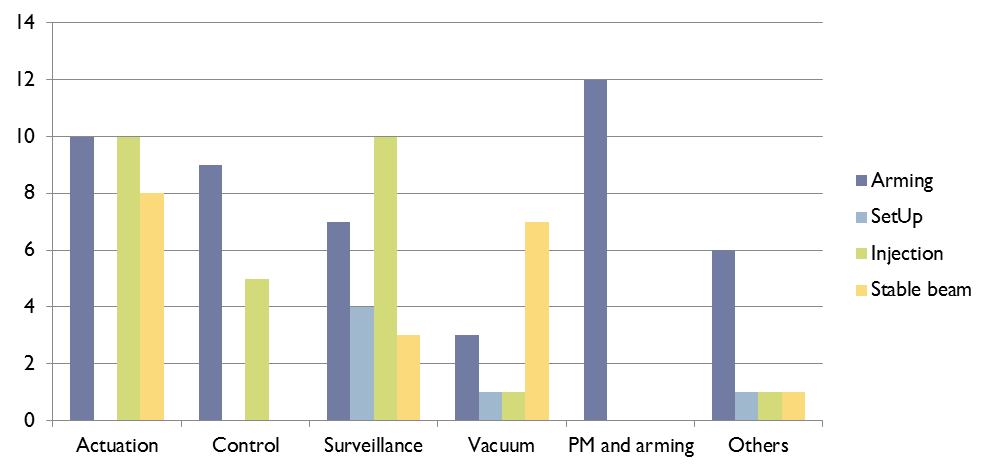 14
12
10
8
6
4
2
0
Actuation Control Surveillance Vacuum PM and arming Others
Arming
SetUp
Injection
Stable beam